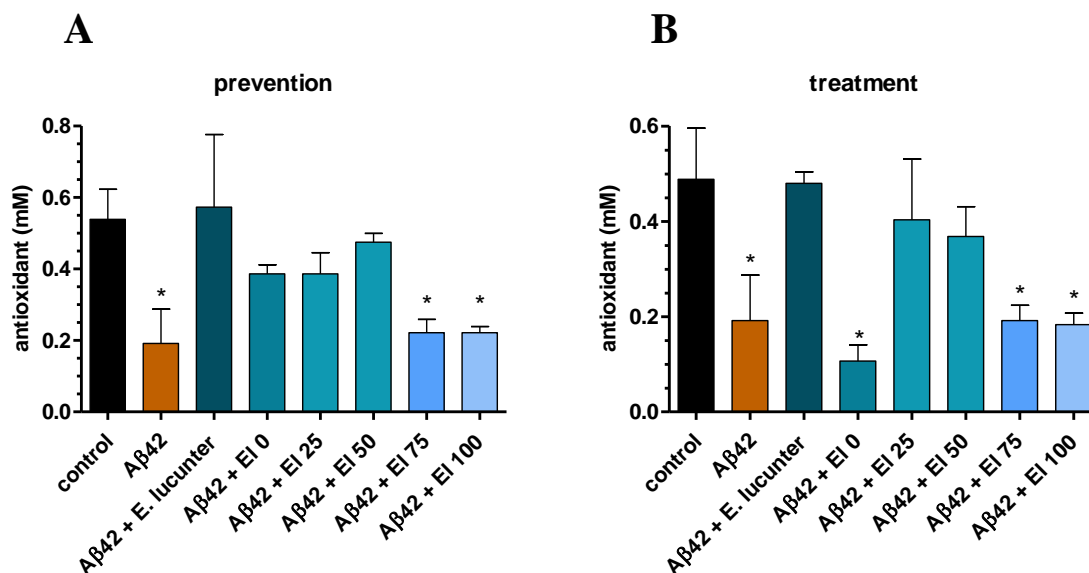 A
prevention
antioxidant (mM)
0.8
0.6
0.4
0.2
0.0
*
*
*
control
Aβ42
Aβ42 + E. lucunter
Aβ42 + El 0
Aβ42 + El 25
Aβ42 + El 50
Aβ42 + El 75
Aβ42 + El 100
B
treatment
antioxidant (mM)
0.6
0.4
0.2
0.0
*
*
*
*
control
Aβ42
Aβ42 + E. lucunter
Aβ42 + El 0
Aβ42 + El 25
Aβ42 + El 50
Aβ42 + El 75
Aβ42 + El 100